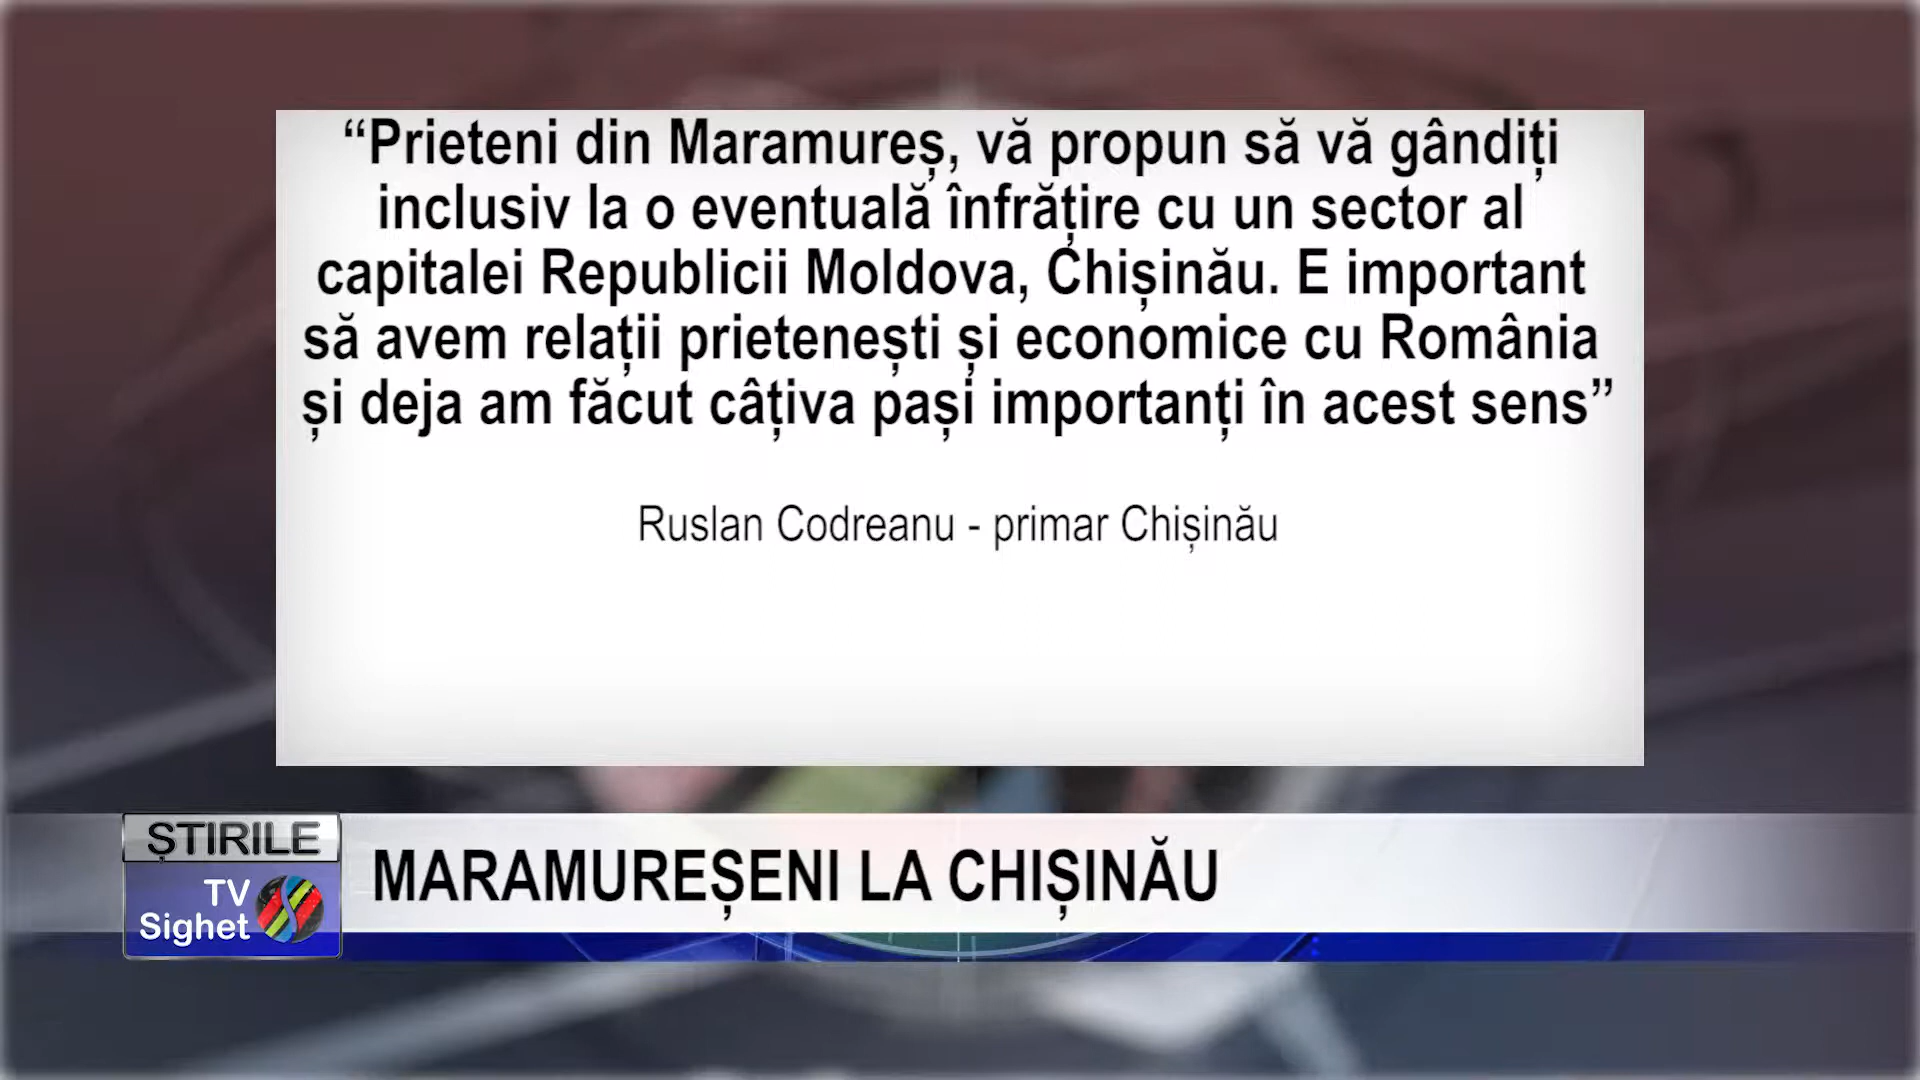 “Prieteni din Maramureș, vă propun să vă gândiți
inclusiv la o eventuală înfrățire cu un sector al
capitalei Republicii Moldova, Chișinău. E important
să avem relații prietenești și economice cu România
și deja am făcut câțiva pași importanți în acest sens”
Ruslan Codreanu - primar Chișinău
ȘTIRILE
TV
Sighet
MARAMUREȘENI LA CHIȘINĂU